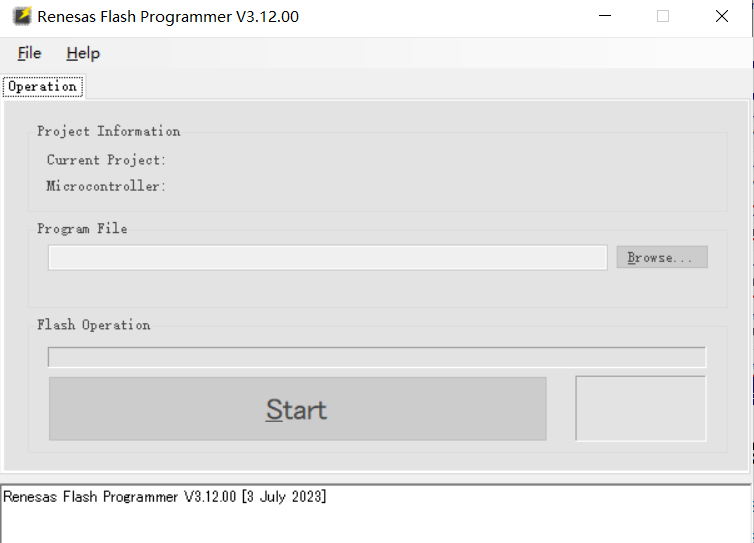 Renesas Flash Programmer V3.12.00
File Help
Operation
Project Information
Current Project:
Microcontroller:
Program File
Browse...
Flash Operation
Start
Renesas Flash Programmer V3.12.00 [3 July 2023]